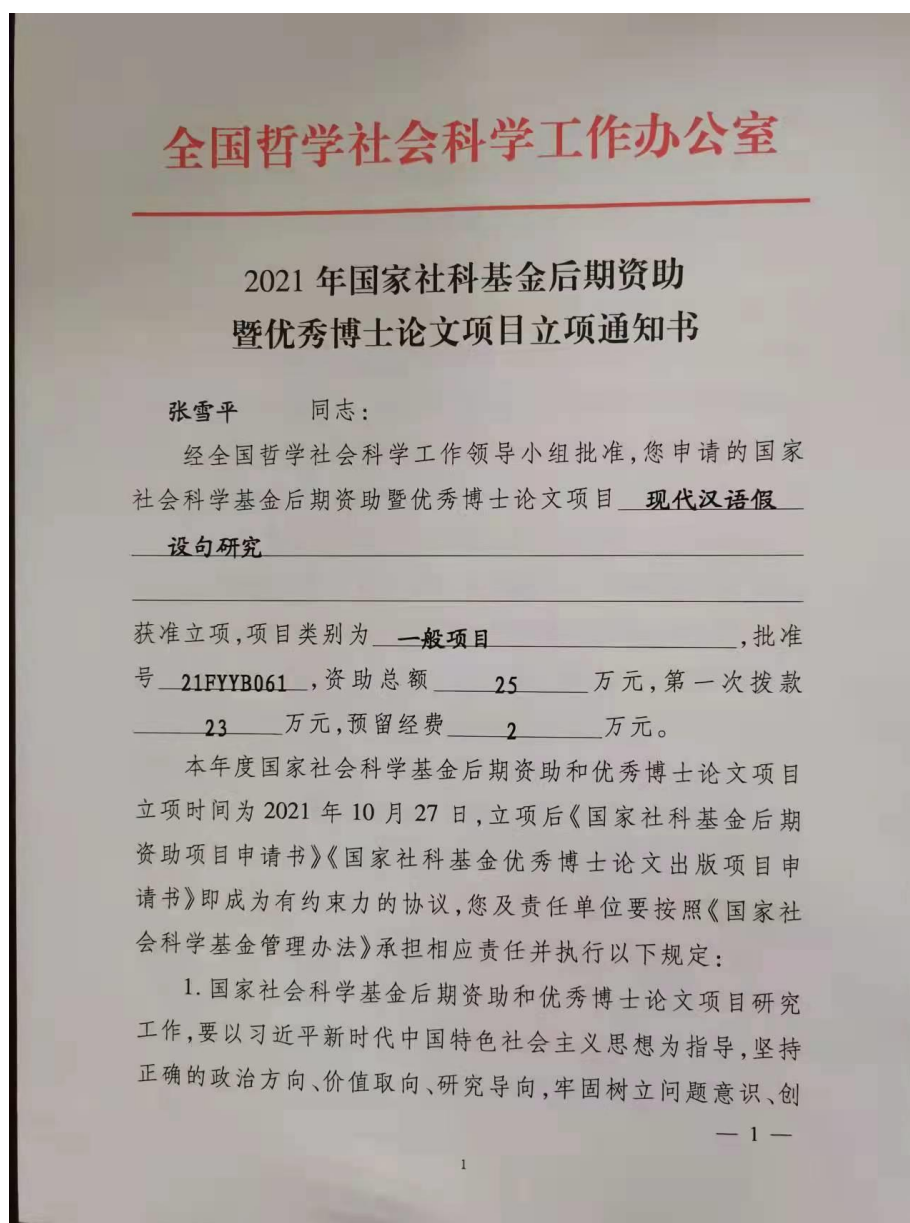 全国哲学社会科学工作办公室
2021 年国家社科基金后期资助
暨优秀博士论文项目立项通知书
张雪平 同志：
经全国哲学社会科学工作领导小组批准,您申请的国家
社会科学基金后期资助暨优秀博士论文项目 现代汉语假
设句研究
获准立项,项目类别为 一般项目 ,批准
号 21FYYB061 ,资助总额 25 万元,第一次拨款
23 万元,预留经费 2 万元。
本年度国家社会科学基金后期资助和优秀博士论文项目
立项时间为 2021 年 10 月 27 日,立项后《国家社科基金后期
资助项目申请书》《国家社科基金优秀博士论文出版项目申
请书》即成为有约束力的协议,您及责任单位要按照《国家社
会科学基金管理办法》承担相应责任并执行以下规定：
1. 国家社会科学基金后期资助和优秀博士论文项目研究
工作,要以习近平新时代中国特色社会主义思想为指导,坚持
正确的政治方向、价值取向、研究导向,牢固树立问题意识、创
— 1 —
1